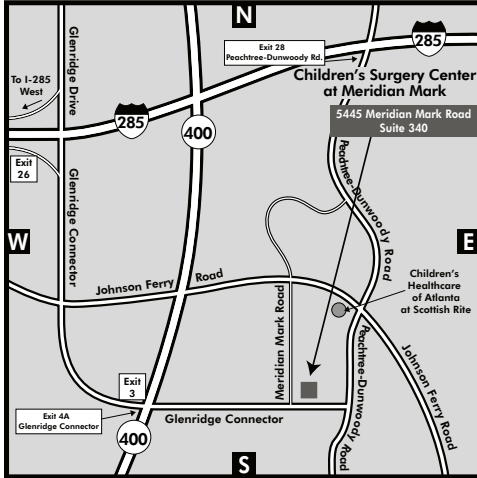 N
Glenridge Drive
Exit 28
Peachtree-Dunwoody Rd.
285
To I-285
West
Children's Surgery Center
at Meridian Mark
5445 Meridian Mark Road
Suite 340
285
400
Exit
26
Peachtree-Dunwoody Road
Glenridge Connector
W
E
Johnson Ferry Road
Children's
Healthcare
of Atlanta
at Scottish Rite
Meridian Mark Road
Peachtree-Dunwoody Road
Johnson Ferry Road
Exit
3
Exit 4A
Glenridge Connector
Glenridge Connector
400
S